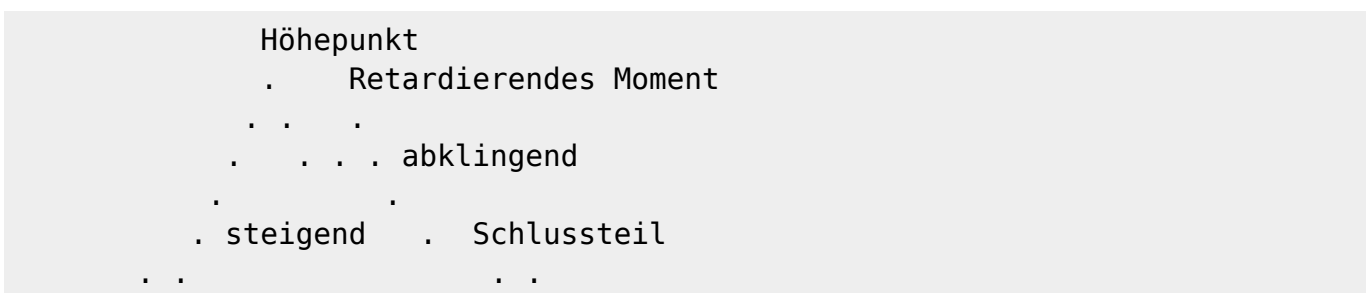 Höhepunkt
. Retardierendes Moment
. . .
. . . . abklingend
. .
. steigend . Schlussteil
. . . .